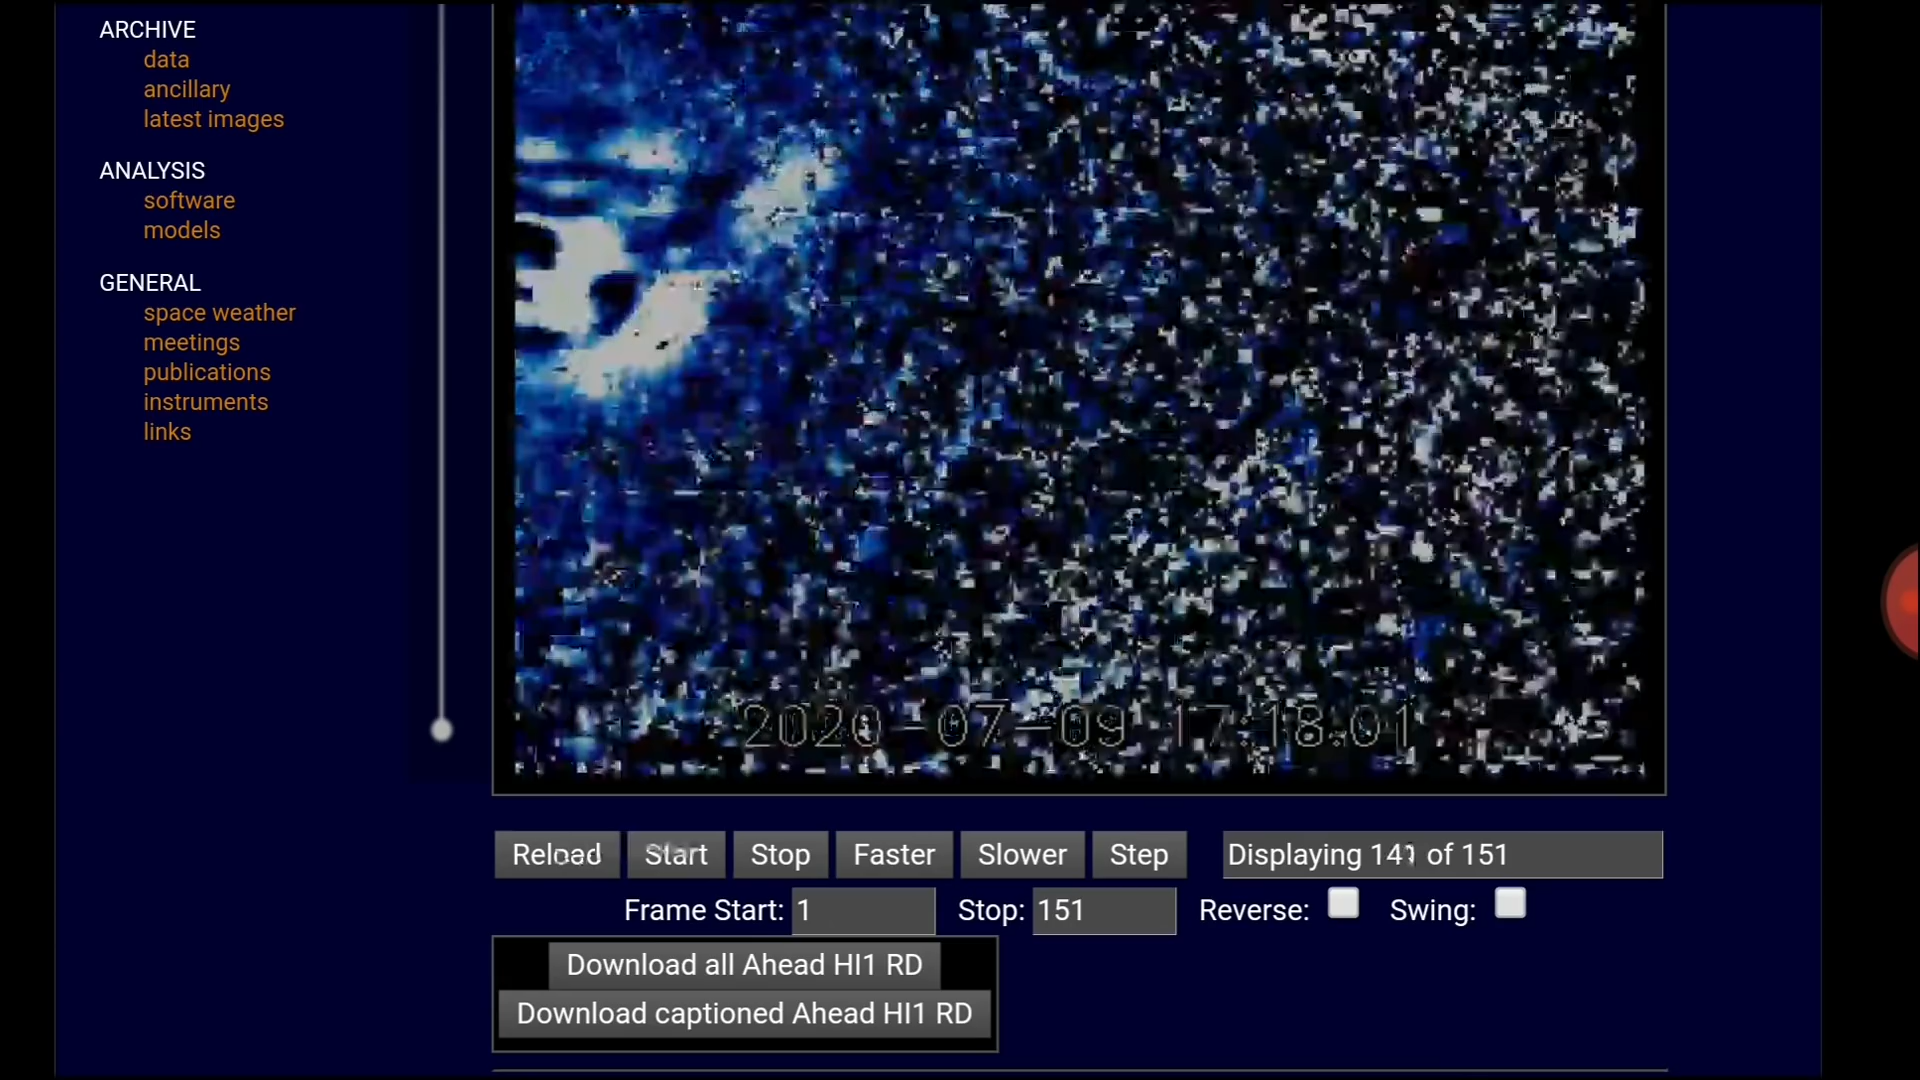 ARCHIVE
data
ancillary
latest images
ANALYSIS
software
models
GENERAL
space weather
meetings
publications
instruments
links
2020-07-09 17:18:01
Reload Start Stop Faster Slower Step Displaying of 151
Frame Start: 1 Stop: 151 Reverse: Swing:
Download all Ahead HI1 RD
Download captioned Ahead HI1 RD